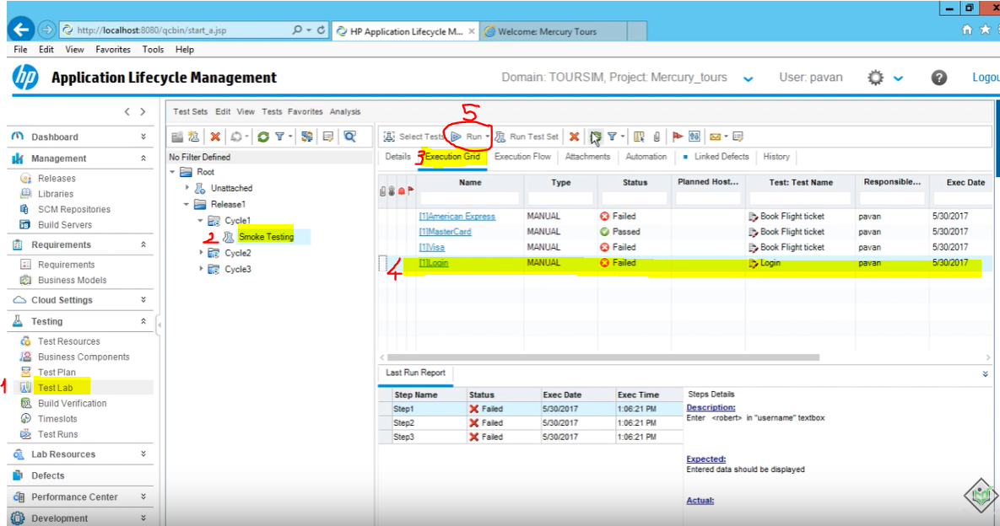 http://localhost:8080/qcbin/start_a.jsp
HP Application Lifecycle M...
Welcome: Mercury Tours
File Edit View Favorites Tools Help
hp Application Lifecycle Management
Domain: TOURSIM, Project: Mercury_tours
User: pavan
Logou
Dashboard
Management
Releases
Libraries
SCM Repositories
Build Servers
Requirements
Requirements
Business Models
Cloud Settings
Testing
Test Resources
Business Components
Test Plan
1 Test Lab
Build Verification
Timeslots
Test Runs
Lab Resources
Defects
Performance Center
Development
Test Sets Edit View Tests Favorites Analysis
No Filter Defined
Root
Unattached
Release1
Cycle1
2 Smoke Testing
Cycle2
Cycle3
5
Select Tests Run Run Test Set
Details 3 Execution Grid Execution Flow Attachments Automation Linked Defects History
Name Type Status Planned Host... Test: Test Name Responsible... Exec Date
[1]American Express MANUAL Failed Book Flight ticket pavan 5/30/2017
[1]MasterCard MANUAL Passed Book Flight ticket pavan 5/30/2017
[1]Visa MANUAL Failed Book Flight ticket pavan 5/30/2017
4 [1]Login MANUAL Failed Login pavan 5/30/2017
Last Run Report
Step Name Status Exec Date Exec Time
Step1 Failed 5/30/2017 1:06:21 PM
Step2 Failed 5/30/2017 1:06:21 PM
Step3 Failed 5/30/2017 1:06:21 PM
Steps Details
Description:
Enter <robert> in "username" textbox
Expected:
Entered data should be displayed
Actual: